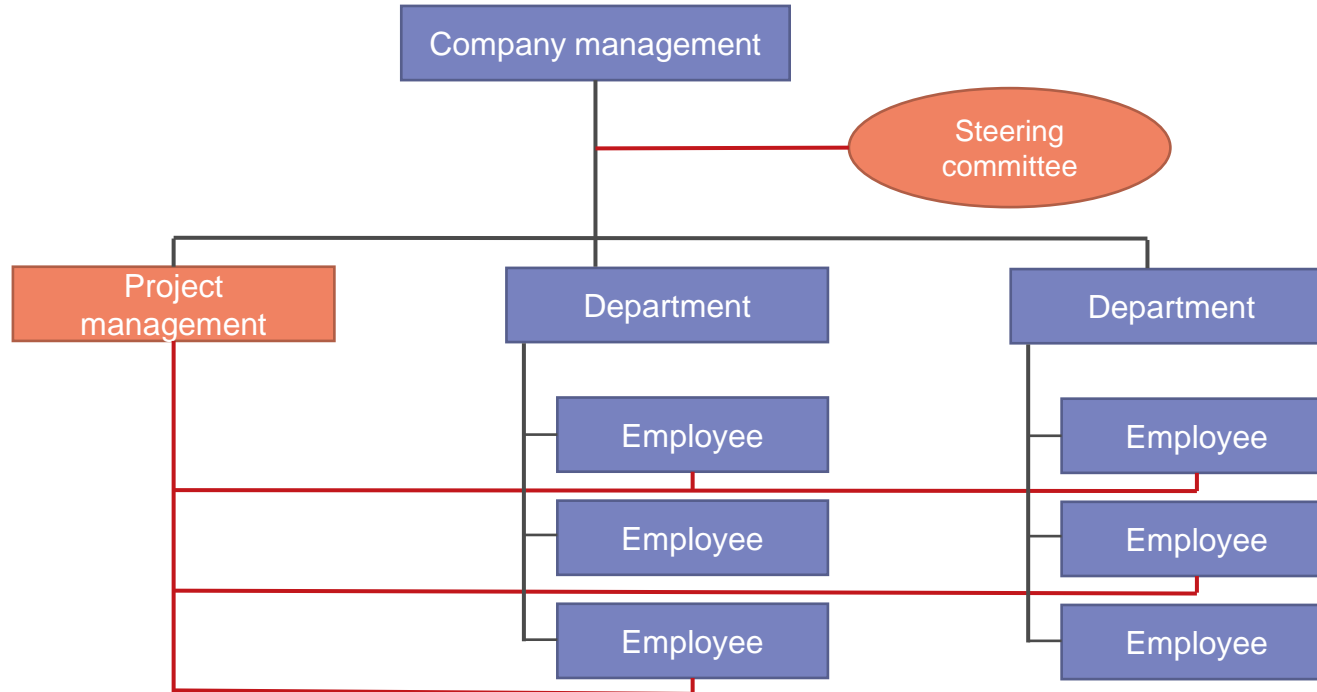 Company management
Steering
committee
Project
management
Department
Department
Employee
Employee
Employee
Employee
Employee
Employee